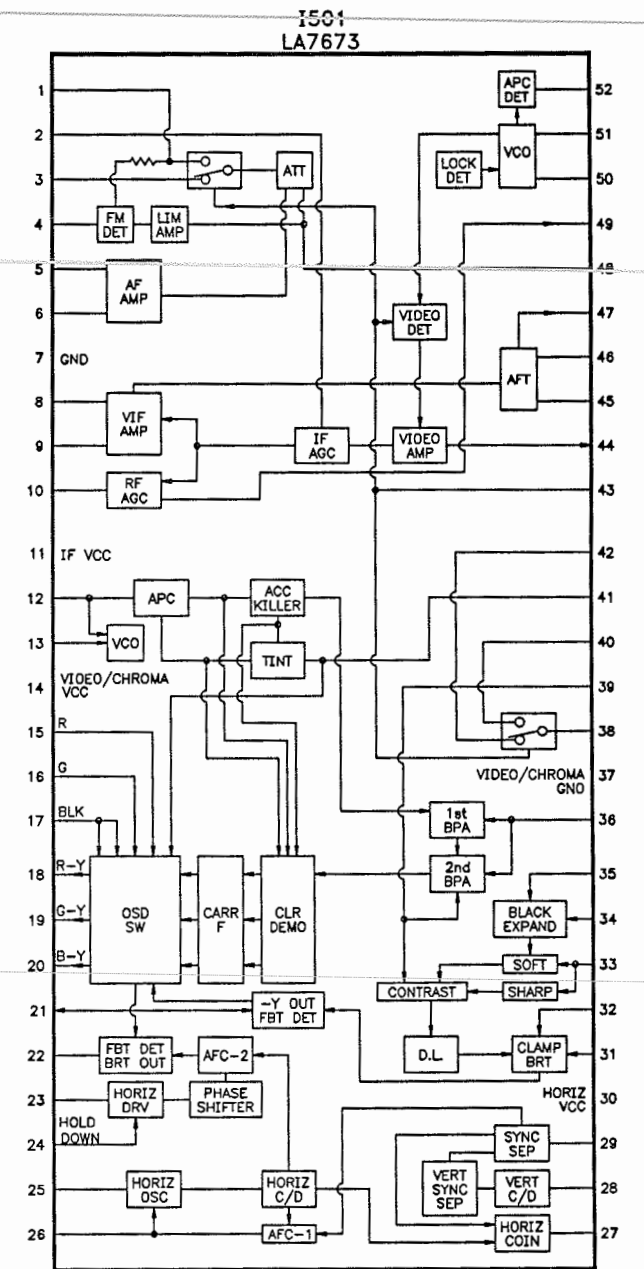 I501
LA7673
1
2
3
4
5
6
7
8
9
10
11
12
13
14
15
16
17
18
19
20
21
22
23
24
25
26
52
51
50
49
48
47
46
45
44
43
42
41
40
39
38
37
36
35
34
33
32
31
30
29
28
27
APC
DET
VCO
LOCK
DET
ATT
FM
DET
LIM
AMP
AF
AMP
VIDEO
DET
GND
AFT
VIF
AMP
IF
AGC
VIDEO
AMP
RF
AGC
IF VCC
APC
ACC
KILLER
VCO
TINT
VIDEO/CHROMA
VCC
R
G
BLK
VIDEO/CHROMA
GND
1st
BPA
2nd
BPA
R-Y
G-Y
B-Y
OSD
SW
CARR
F
CLR
DEMO
BLACK
EXPAND
SOFT
CONTRAST
SHARP
-Y OUT
FBT DET
FBT DET
BRT OUT
AFC-2
D.L.
CLAMP
BRT
HORIZ
DRV
PHASE
SHIFTER
HORIZ
VCC
HOLD
DOWN
SYNC
SEP
HORIZ
OSC
HORIZ
C/D
VERT
SYNC
SEP
VERT
C/D
AFC-1
HORIZ
COIN